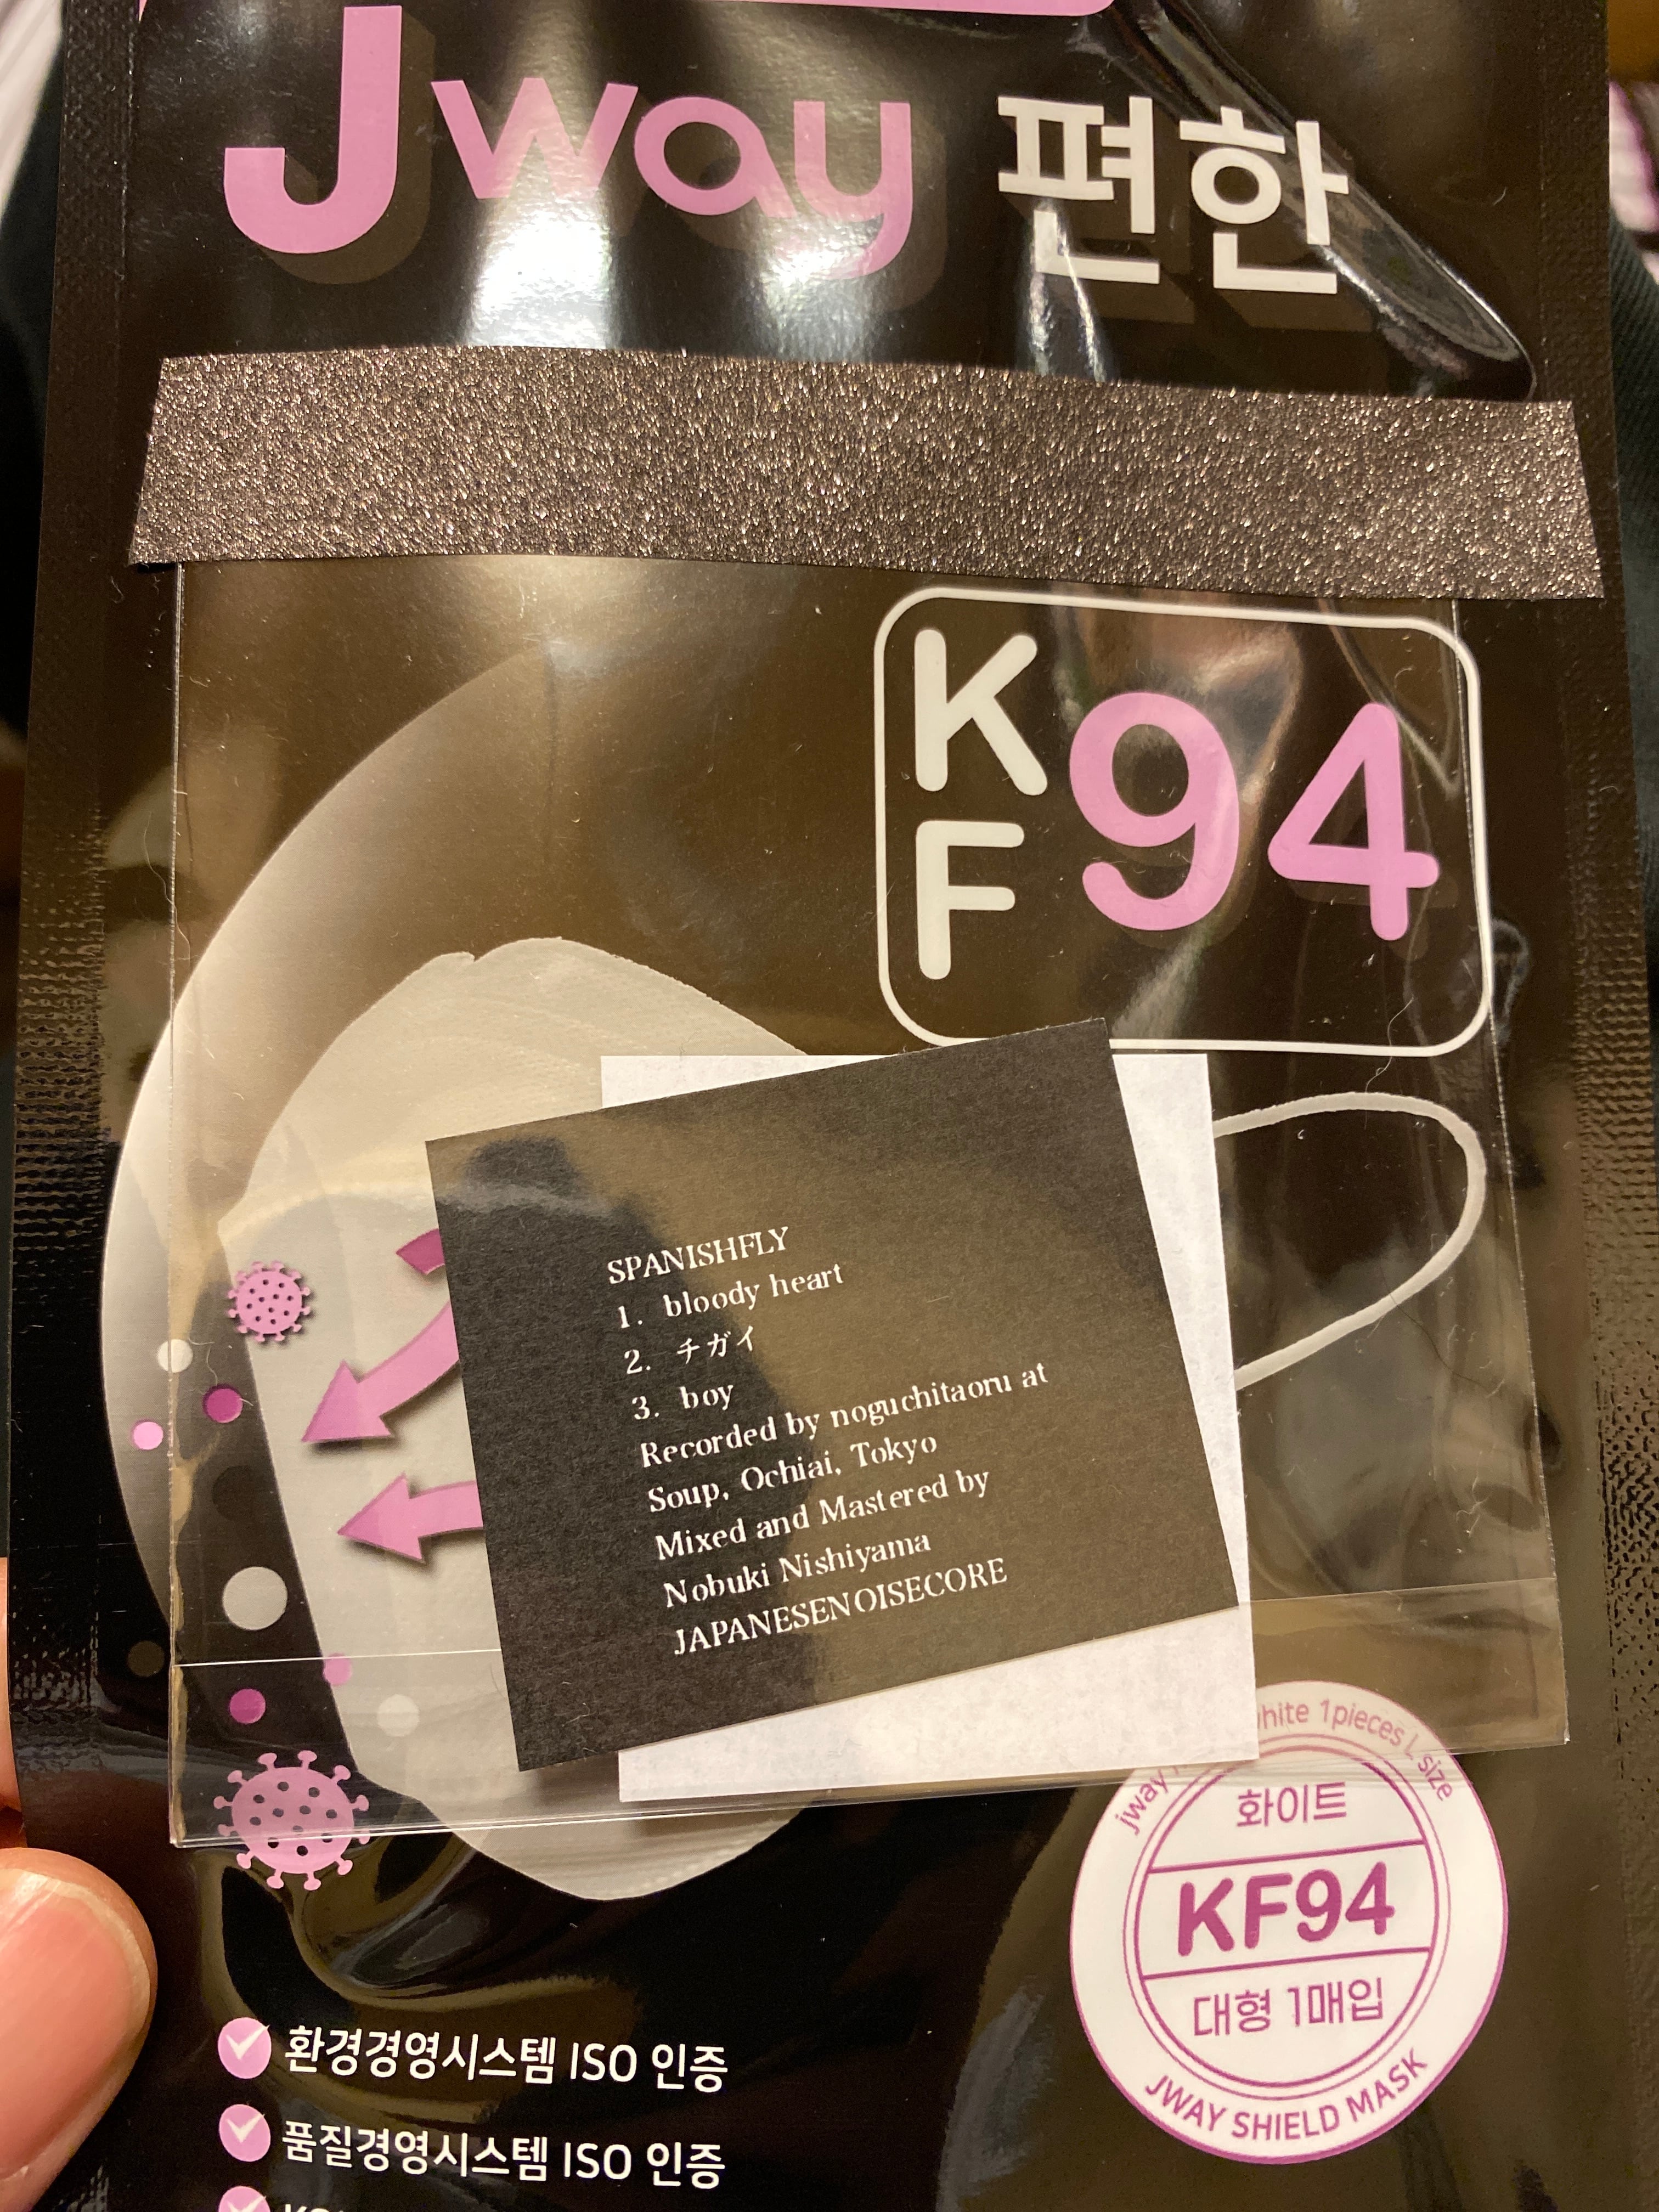 Jway 편한
KF94
SPANISHFLY
1. bloody heart
2. チガイ
3. boy
Recorded by noguchitaoru at
Soup, Ochiai, Tokyo
Mixed and Mastered by
Nobuki Nishiyama
JAPANESENOISECORE
jway
1pieces L size
화이트
KF94
대형 1매입
JWAY SHIELD MASK
환경경영시스템 ISO 인증
품질경영시스템 ISO 인증